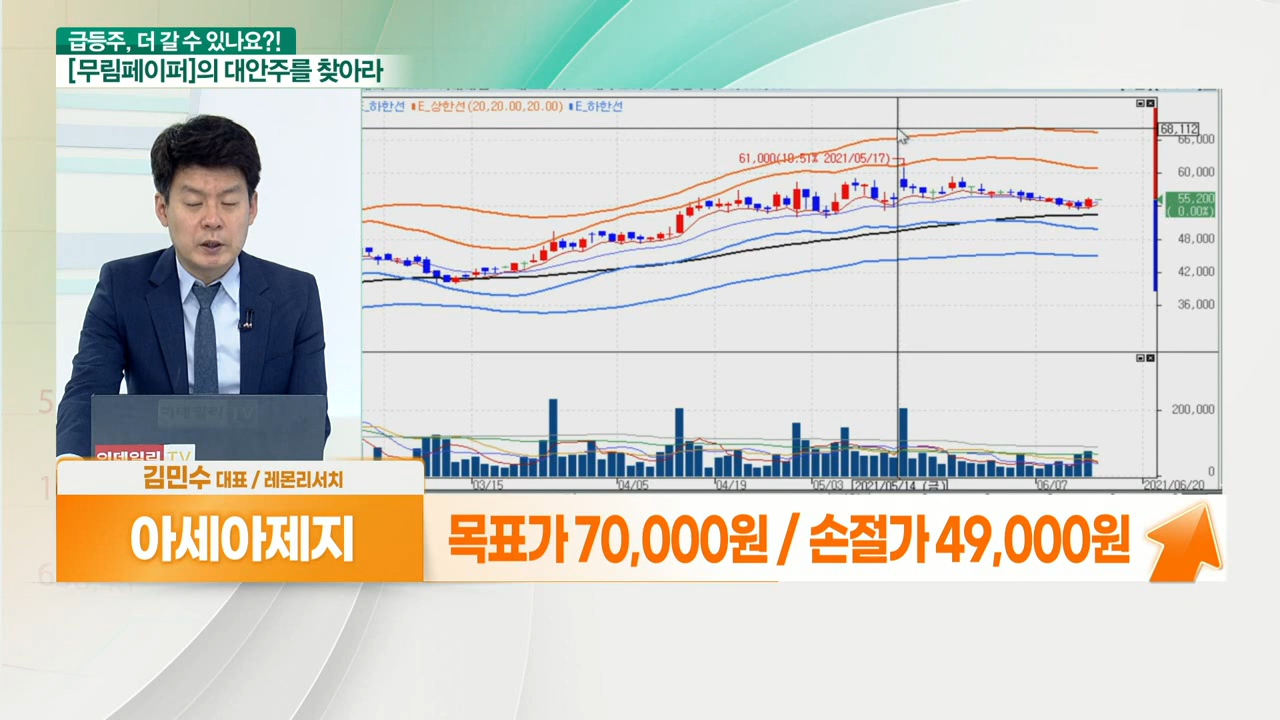 급등주, 더 갈 수 있나요?!
[무림페이퍼]의 대안주를 찾아라
E_하한선 ▮E_상한선(20,20.00,20.00) ▮E_하한선
68,112
66,000
61,000(10.51% 2021/05/17)
60,000
55,200
( 0.00%)
48,000
42,000
36,000
200,000
0
03/15 04/05 04/19 05/03 2021/05/14 (금) 06/07 2021/06/20
이데일리 TV
김민수 대표 / 레몬리서치
아세아제지
목표가 70,000원 / 손절가 49,000원